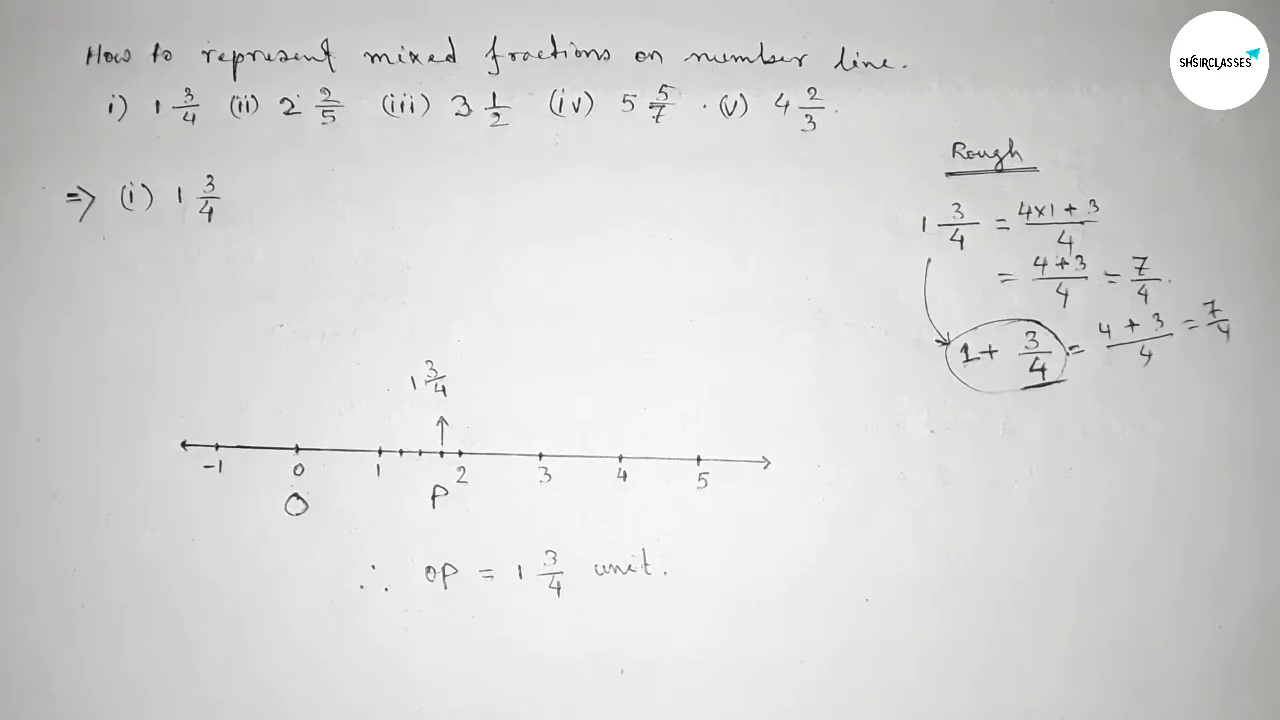 How to represent mixed fractions on number line.
i) 1 3/4 (ii) 2 2/5 (iii) 3 1/2 (iv) 5 5/7 . (v) 4 2/3 .
SHSIRCLASSES
⇒ (i) 1 3/4
Rough
1 3/4 = 4×1+3/4
= 4+3/4 = 7/4 .
1 + 3/4 = 4+3/4 = 7/4
1 3/4
-1 0 1 2 3 4 5
O P
∴ OP = 1 3/4 unit.